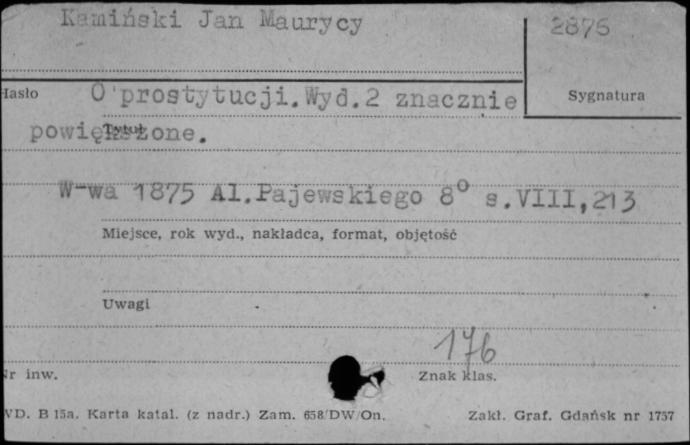 Kamiński Jan Maurycy
2875
Hasło
O prostytucji. Wyd. 2 znacznie
Sygnatura
powiększone.
Tytuł
W-wa 1875 Al. Pajewskiego 8° s. VIII, 213
Miejsce, rok wyd., nakładca, format, objętość
Uwagi
176
Nr inw.
Znak klas.
WD. B 15a. Karta katal. (z nadr.) Zam. 658/DW/On.
Zakł. Graf. Gdańsk nr 1757